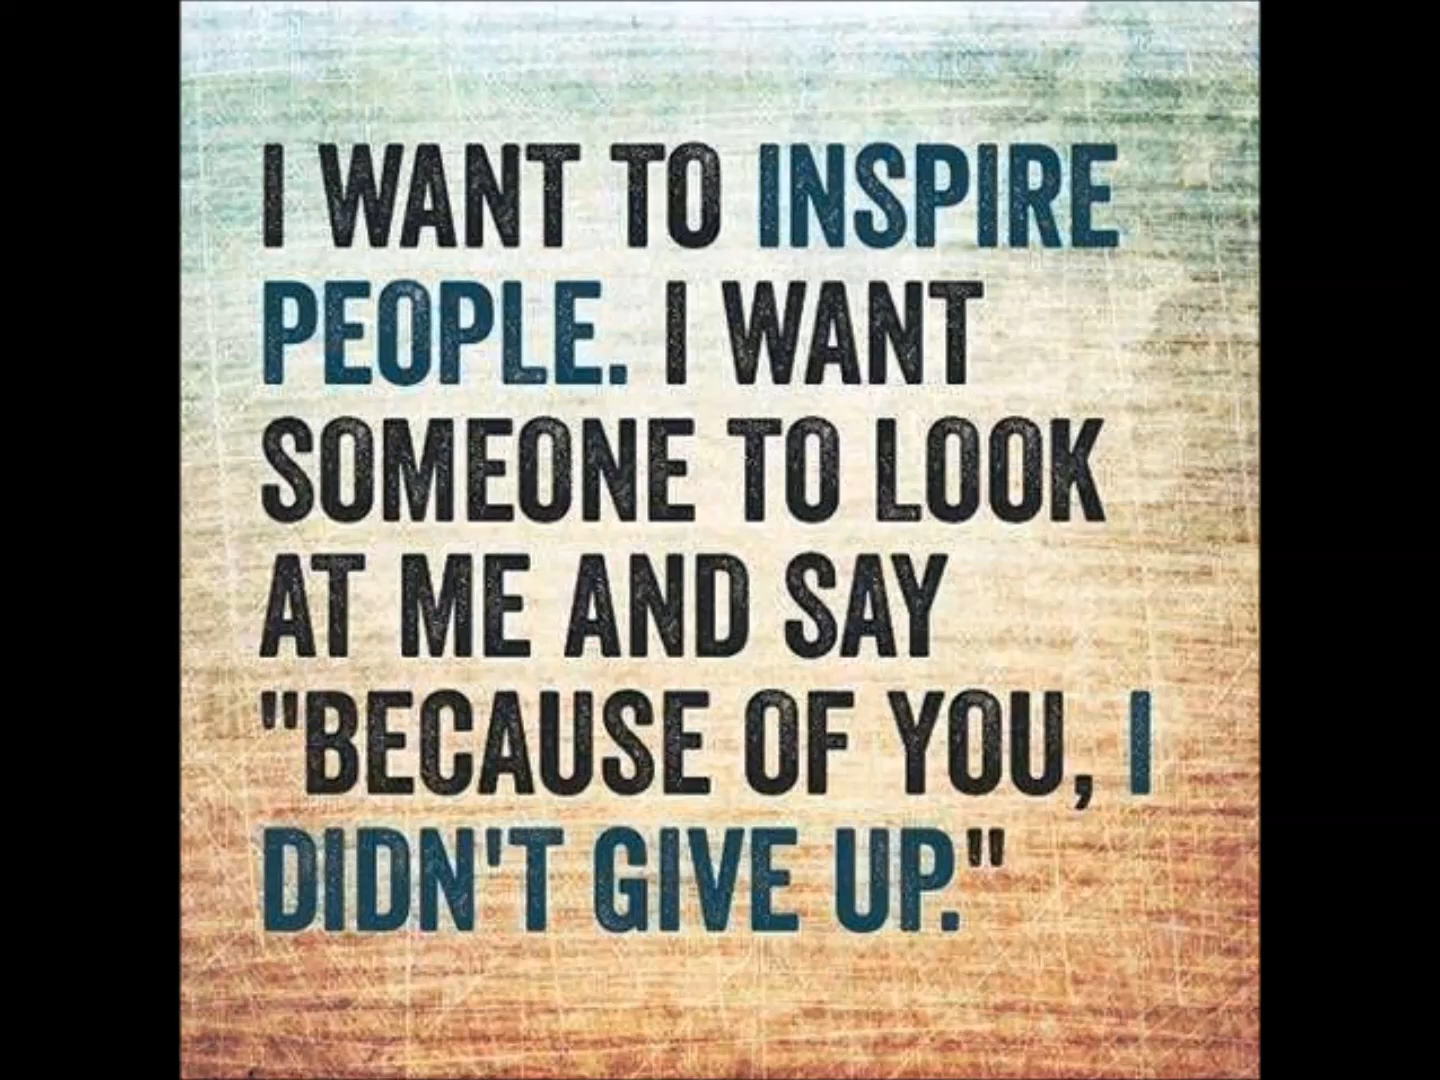 I WANT TO INSPIRE
PEOPLE. I WANT
SOMEONE TO LOOK
AT ME AND SAY
"BECAUSE OF YOU, I
DIDN'T GIVE UP."